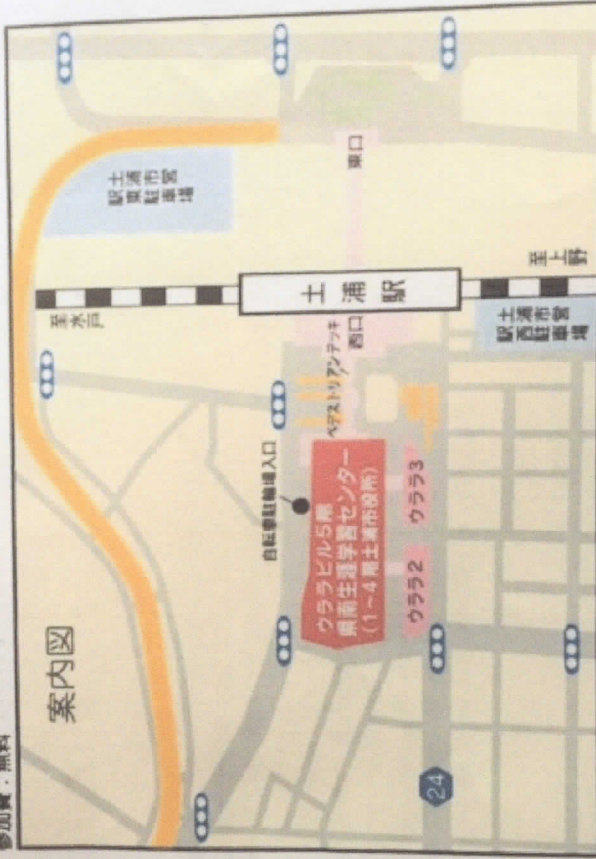 参加費：無料
案内図
土浦市営
駅東駐車場
至水戸
土浦駅
東口
西口
至上野
土浦市営
駅西駐車場
ペデストリアンデッキ
自転車駐輪場入口
ウララビル5階
県南生涯学習センター
(1～4階土浦市役所)
ウララ2
ウララ3
24